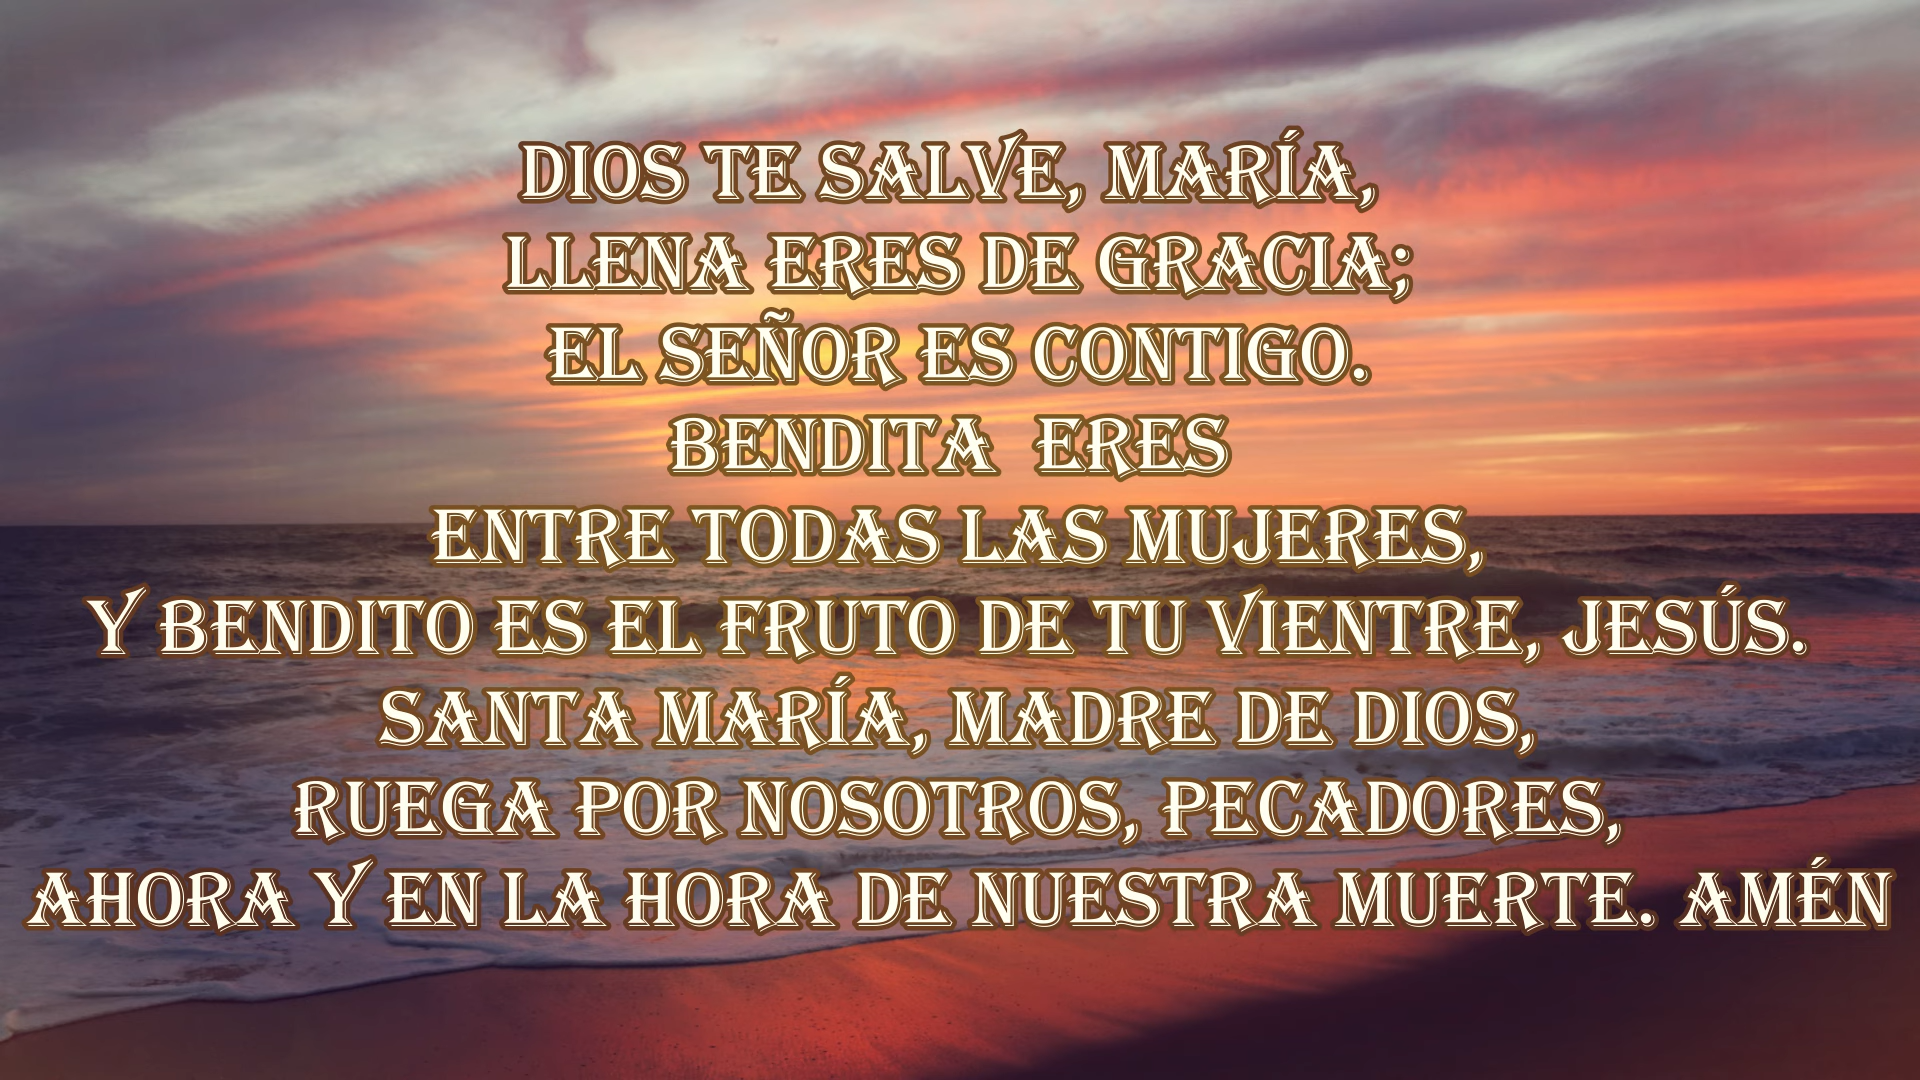 DIOS TE SALVE, MARÍA,
LLENA ERES DE GRACIA;
EL SEÑOR ES CONTIGO.
BENDITA  ERES
ENTRE TODAS LAS MUJERES,
Y BENDITO ES EL FRUTO DE TU VIENTRE, JESÚS.
SANTA MARÍA, MADRE DE DIOS,
RUEGA POR NOSOTROS, PECADORES,
AHORA Y EN LA HORA DE NUESTRA MUERTE. AMÉN